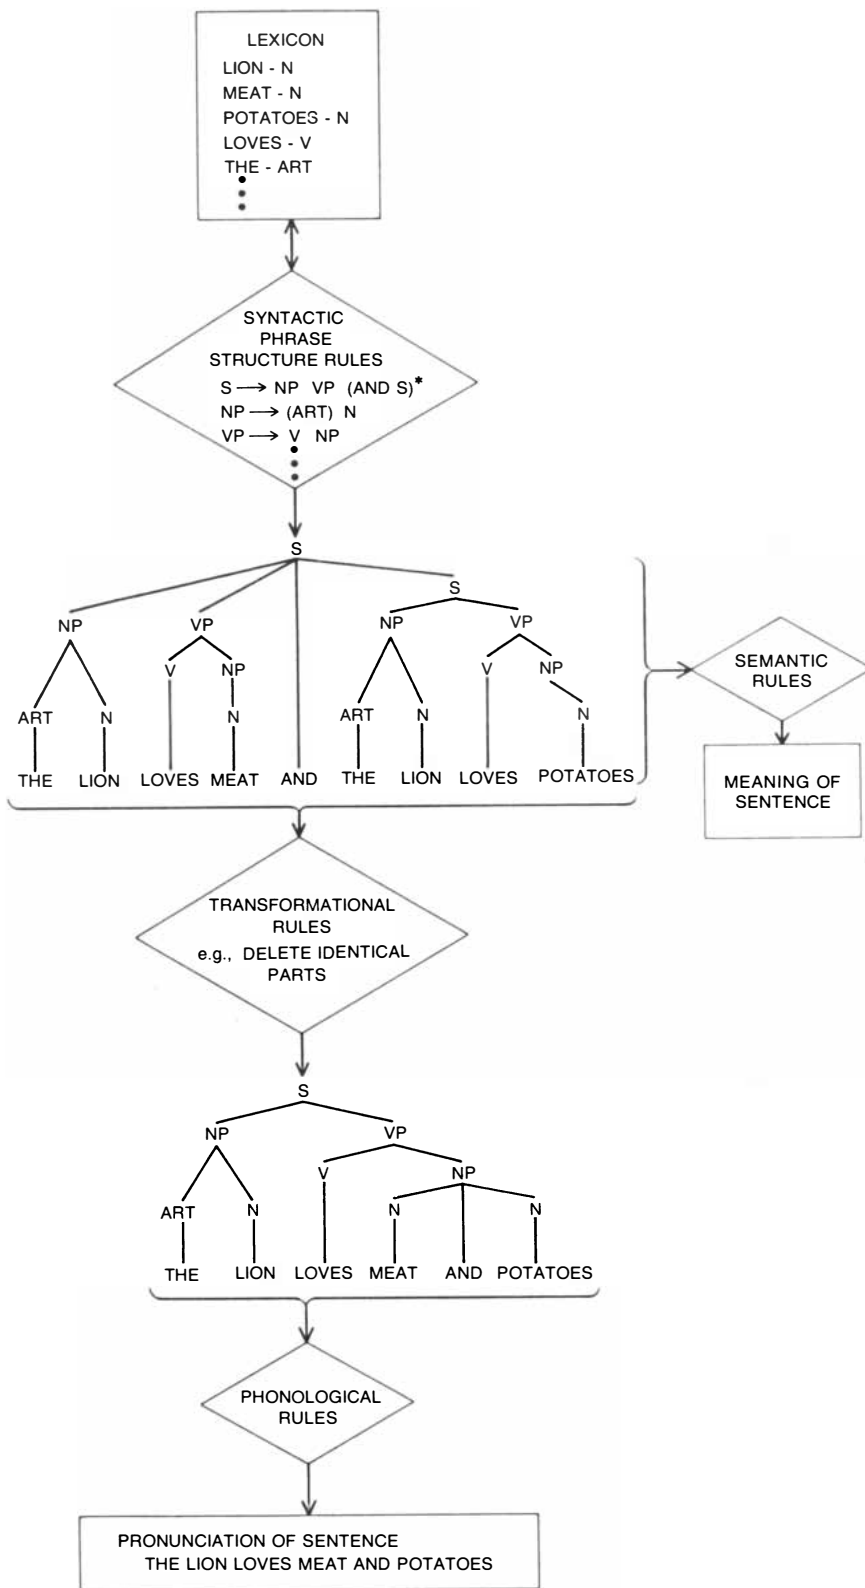 LEXICON
LION - N
MEAT - N
POTATOES - N
LOVES - V
THE - ART
SYNTACTIC
PHRASE
STRUCTURE RULES
S → NP VP (AND S)*
NP → (ART) N
VP → V NP
S
S
NP VP NP VP
V NP V NP
ART N N ART N N
THE LION LOVES MEAT AND THE LION LOVES POTATOES
SEMANTIC
RULES
MEANING OF
SENTENCE
TRANSFORMATIONAL
RULES
e.g., DELETE IDENTICAL
PARTS
S
NP VP
V NP
ART N N N
THE LION LOVES MEAT AND POTATOES
PHONOLOGICAL
RULES
PRONUNCIATION OF SENTENCE
THE LION LOVES MEAT AND POTATOES